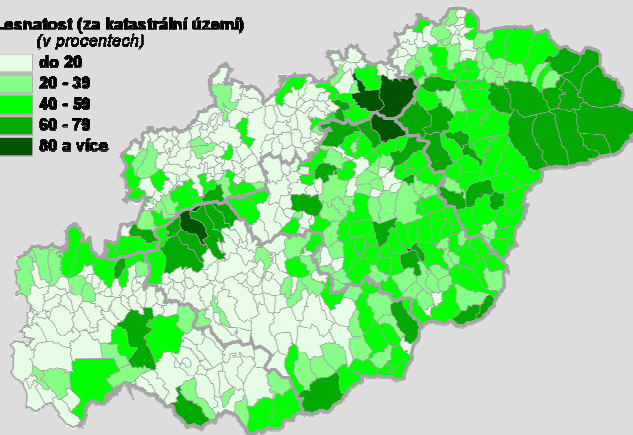 Lesnatost (za katastrální území)
(v procentech)
do 20
20 - 39
40 - 59
60 - 79
80 a více